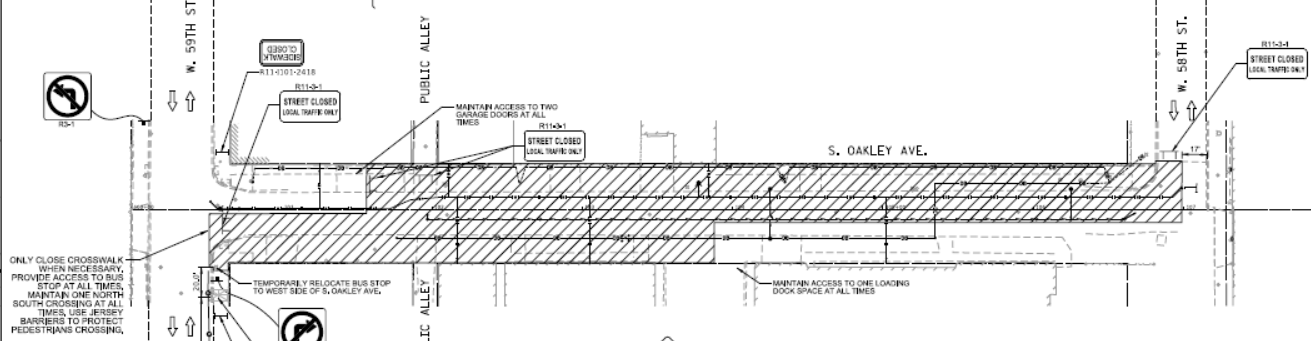 W. 59TH ST
SIDEWALK
CLOSED
R11-3-1
STREET CLOSED
LOCAL TRAFFIC ONLY
R3-1
PUBLIC ALLEY
MAINTAIN ACCESS TO TWO
GARAGE DOORS AT ALL
TIMES
R11-3-1
STREET CLOSED
LOCAL TRAFFIC ONLY
S. OAKLEY AVE.
W. 58TH ST.
R11-3-1
STREET CLOSED
LOCAL TRAFFIC ONLY
17'
ONLY CLOSE CROSSWALK
WHEN NECESSARY,
PROVIDE ACCESS TO BUS
STOP AT ALL TIMES,
MAINTAIN ONE NORTH
SOUTH CROSSING AT ALL
TIMES, USE JERSEY
BARRIERS TO PROTECT
PEDESTRIANS CROSSING,
TEMPORARILY RELOCATE BUS STOP
TO WEST SIDE OF S. OAKLEY AVE.
MAINTAIN ACCESS TO ONE LOADING
DOCK SPACE AT ALL TIMES
LIC ALLEY